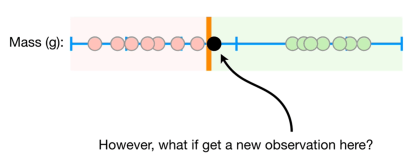 Mass (g):
However, what if get a new observation here?